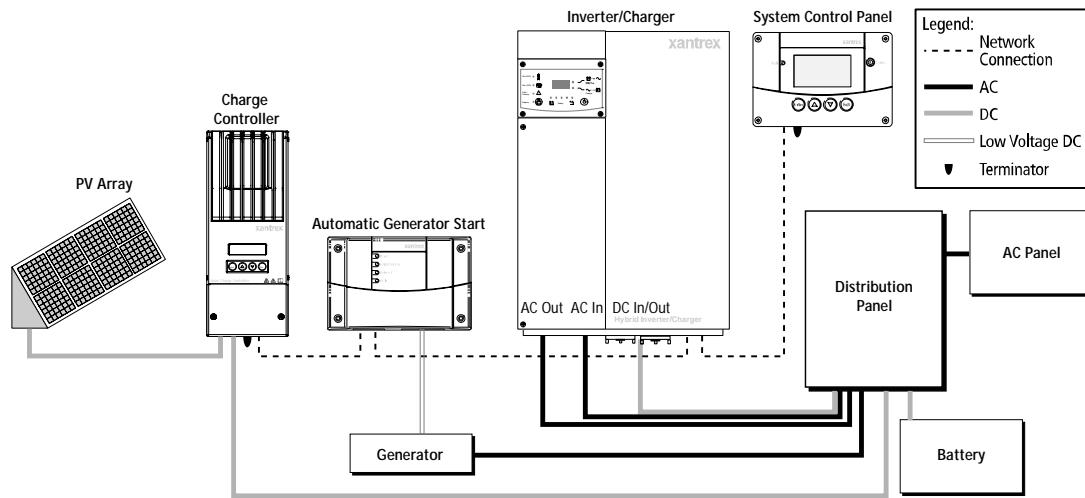 Inverter/Charger
System Control Panel
Legend:
Network
Connection
AC
DC
Low Voltage DC
Terminator
xantrex
xantrex
Charge
Controller
PV Array
xantrex
Automatic Generator Start
xantrex
AC Out AC In DC In/Out
Hybrid Inverter/Charger
Distribution
Panel
AC Panel
Generator
Battery